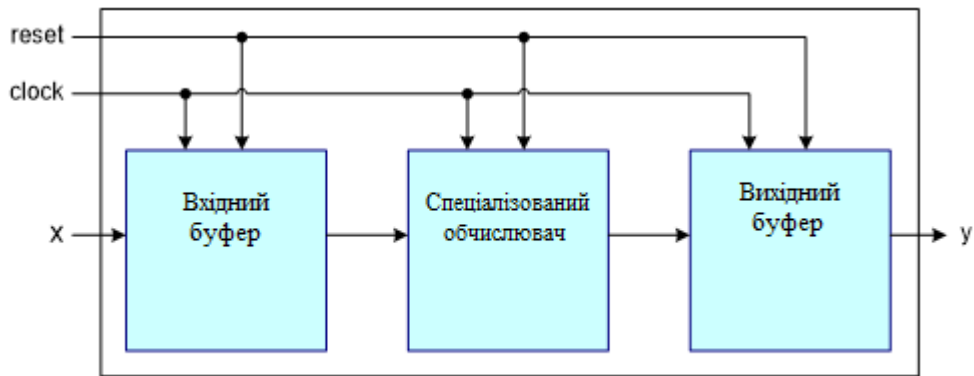 reset
clock
x
Вхідний
буфер
Спеціалізований
обчислювач
Вихідний
буфер
y